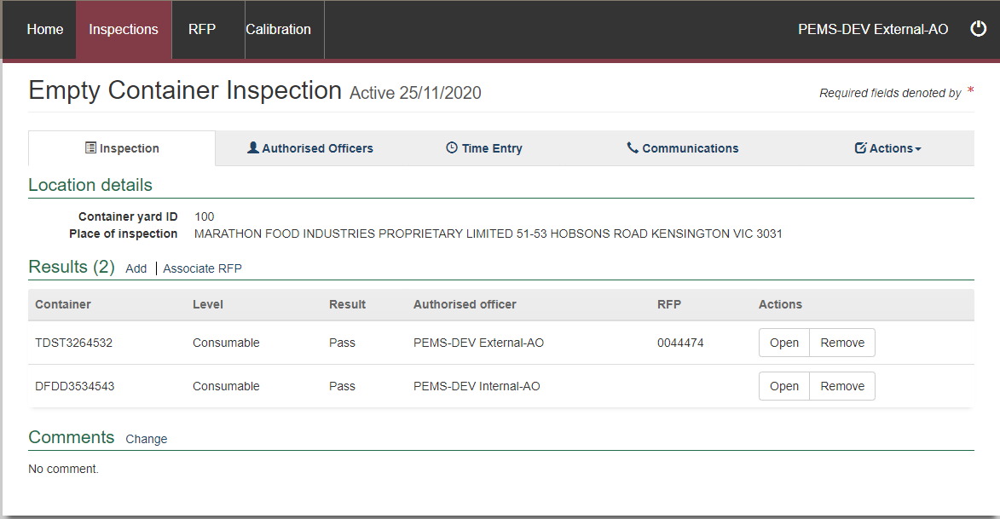 Home Inspections RFP Calibration PEMS-DEV External-AO
Empty Container Inspection Active 25/11/2020 Required fields denoted by *
Inspection Authorised Officers Time Entry Communications Actions
Location details
Container yard ID 100
Place of inspection MARATHON FOOD INDUSTRIES PROPRIETARY LIMITED 51-53 HOBSONS ROAD KENSINGTON VIC 3031
Results (2) Add | Associate RFP
Container Level Result Authorised officer RFP Actions
TDST3264532 Consumable Pass PEMS-DEV External-AO 0044474 Open Remove
DFDD3534543 Consumable Pass PEMS-DEV Internal-AO Open Remove
Comments Change
No comment.